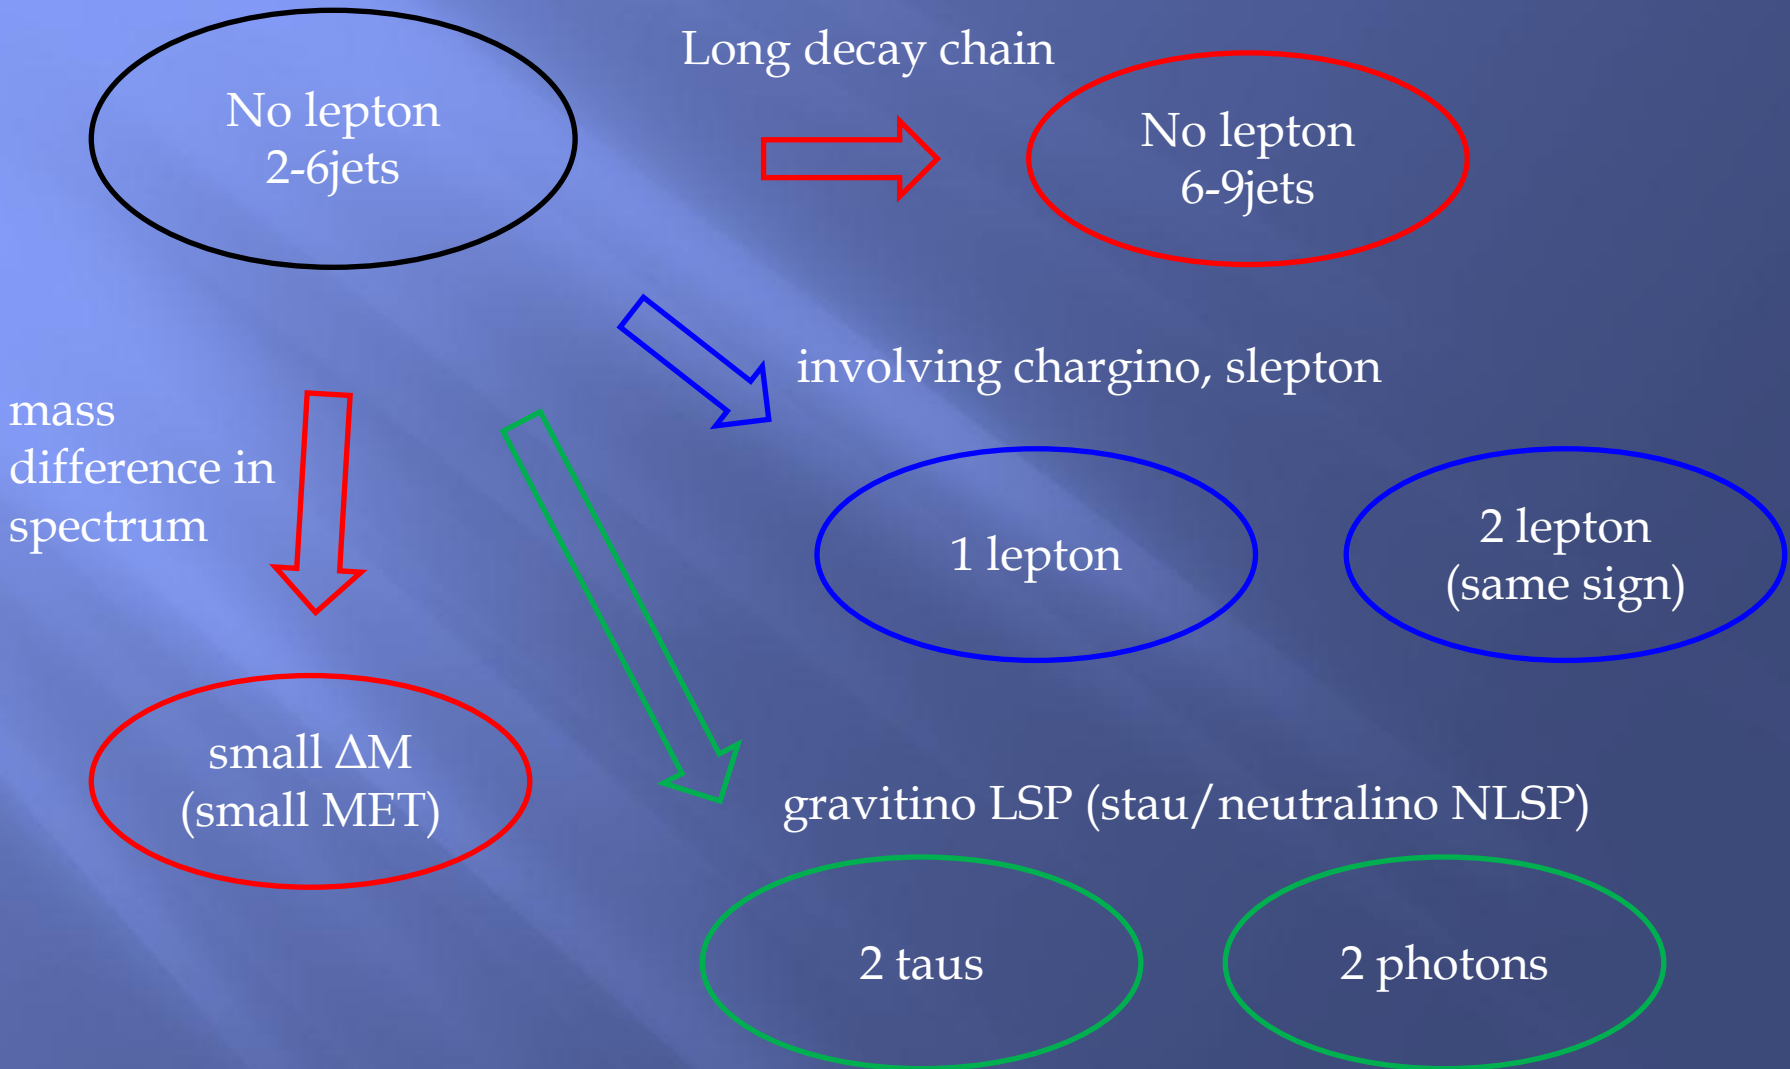 No lepton
2-6jets
Long decay chain
No lepton
6-9jets
involving chargino, slepton
mass
difference in
spectrum
1 lepton
2 lepton
(same sign)
small ΔM
(small MET)
gravitino LSP (stau/neutralino NLSP)
2 taus
2 photons